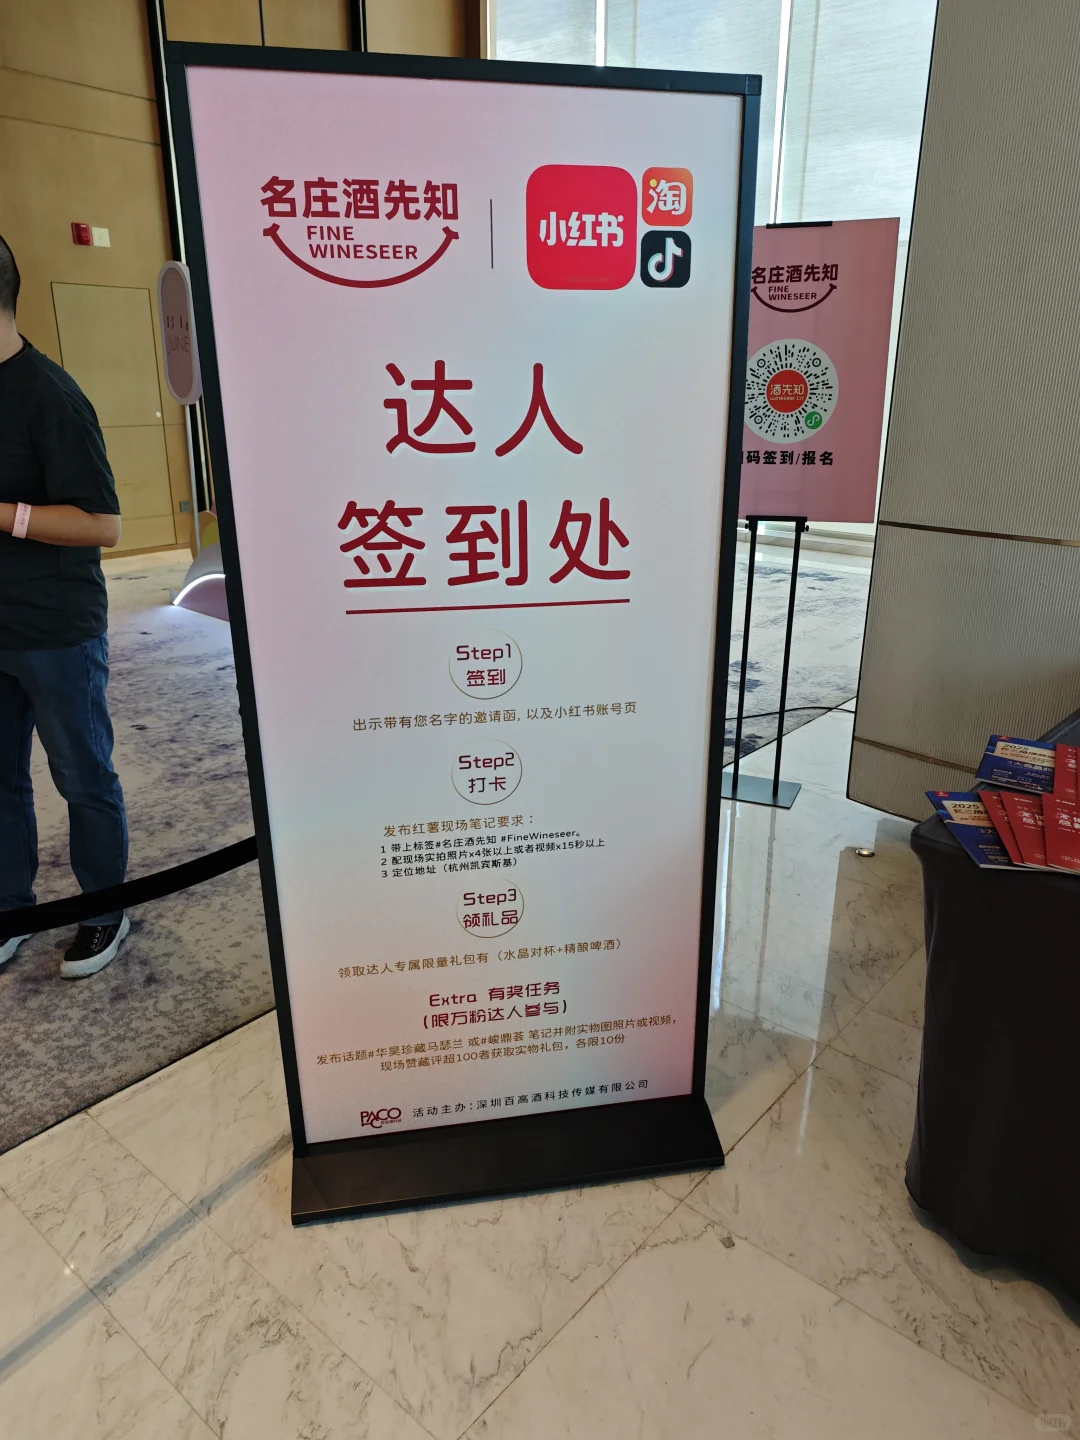 名庄酒先知
FINE
WINESEER
小红书
淘
达人
签到处
Step1
签到
出示带有您名字的邀请函, 以及小红书账号页
Step2
打卡
发布红薯现场笔记要求：
1 带上标签#名庄酒先知 #FineWineseer。
2 配现场实拍照片x4张以上或者视频x15秒以上
3 定位地址（杭州凯宾斯基）
Step3
领礼品
领取达人专属限量礼包有（水晶对杯+精酿啤酒）
Extra 有奖任务
(限万粉达人参与)
发布话题#华昊珍藏马瑟兰 或#峻鼎荟 笔记并附实物图照片或视频，
现场赞藏评超100者获取实物礼包，各限10份
PACO
活动主办：深圳百高酒科技传媒有限公司
名庄酒先知
FINE
WINESEER
酒先知
Wineseer.cn
码签到/报名
JUNE
2025
2025